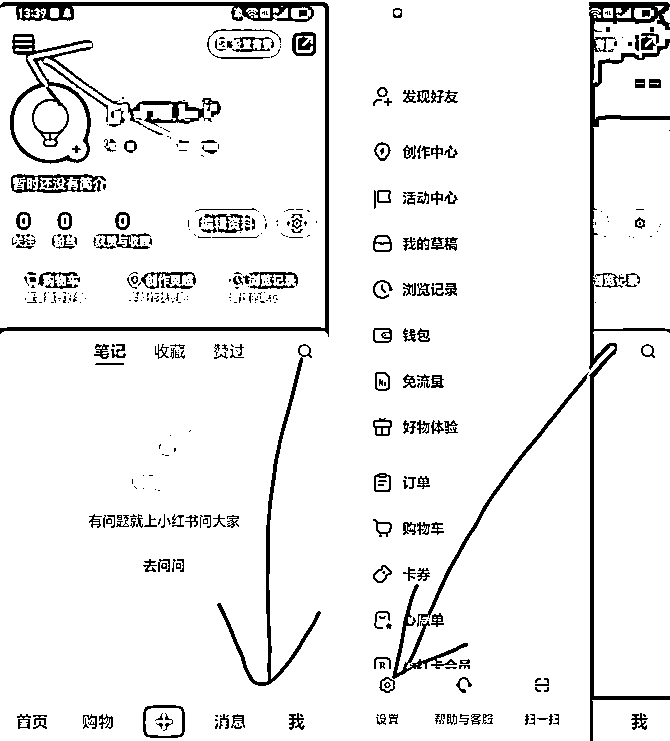 13:37
设置背景
暂时还没有简介
0 0 0
关注 粉丝 获赞与收藏
编辑资料
购物车 创作灵感 浏览记录
笔记 收藏 赞过
有问题就上小红书问大家
去问问
首页 购物 消息 我
发现好友
创作中心
活动中心
我的草稿
浏览记录
钱包
免流量
好物体验
订单
购物车
卡券
心愿单
红卡会员
设置 帮助与客服 扫一扫
浏览记录
我